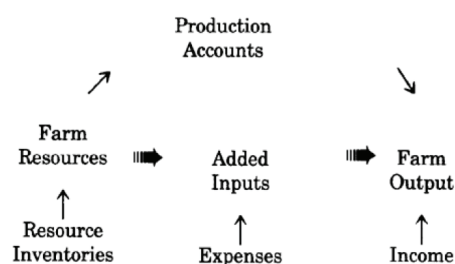 Production
Accounts
Farm
Resources
Added
Inputs
Farm
Output
Resource
Inventories
Expenses
Income